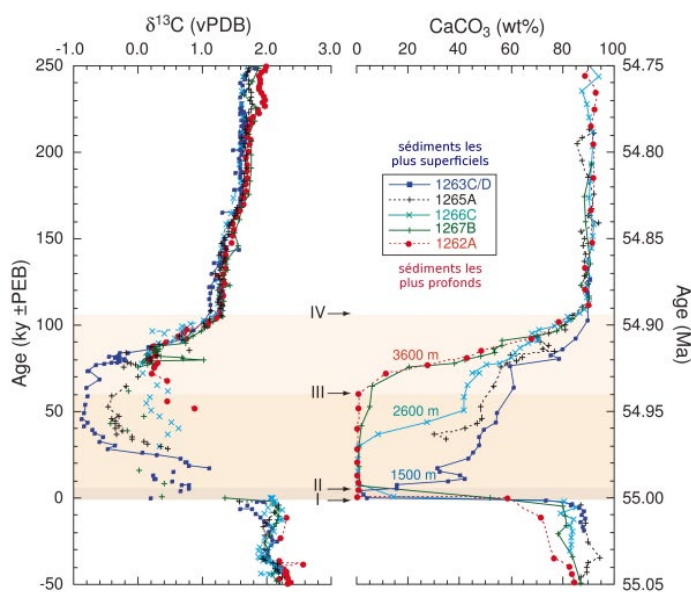 δ¹³C (vPDB)
CaCO₃ (wt%)
-1.0 0.0 1.0 2.0 3.0
0 20 40 60 80 100
250
200
150
100
50
0
-50
Age (ky ±PEB)
sédiments les
plus superficiels
1263C/D
1265A
1266C
1267B
1262A
sédiments les
plus profonds
IV
III
II
I
3600 m
2600 m
1500 m
54.75
54.80
54.85
54.90
54.95
55.00
55.05
Age (Ma)